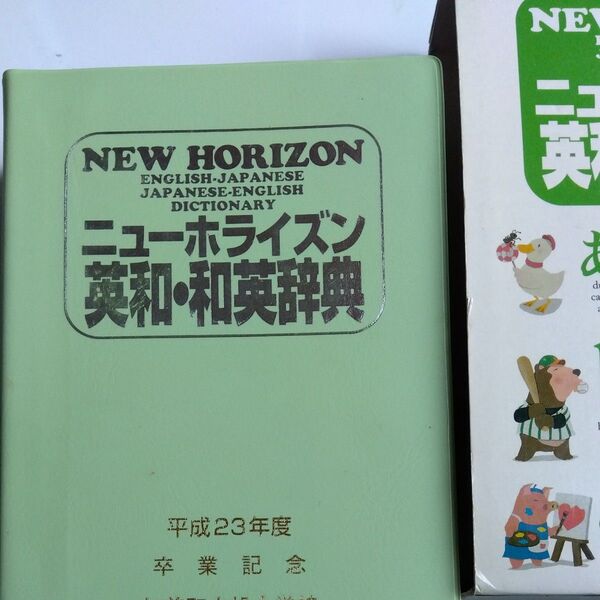 NEW HORIZON
ENGLISH-JAPANESE
JAPANESE-ENGLISH
DICTIONARY
ニューホライズン
英和・和英辞典
平成23年度
卒業記念
NEW
ニュ
英和
あ